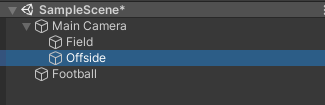 SampleScene*
Main Camera
Field
Offside
Football